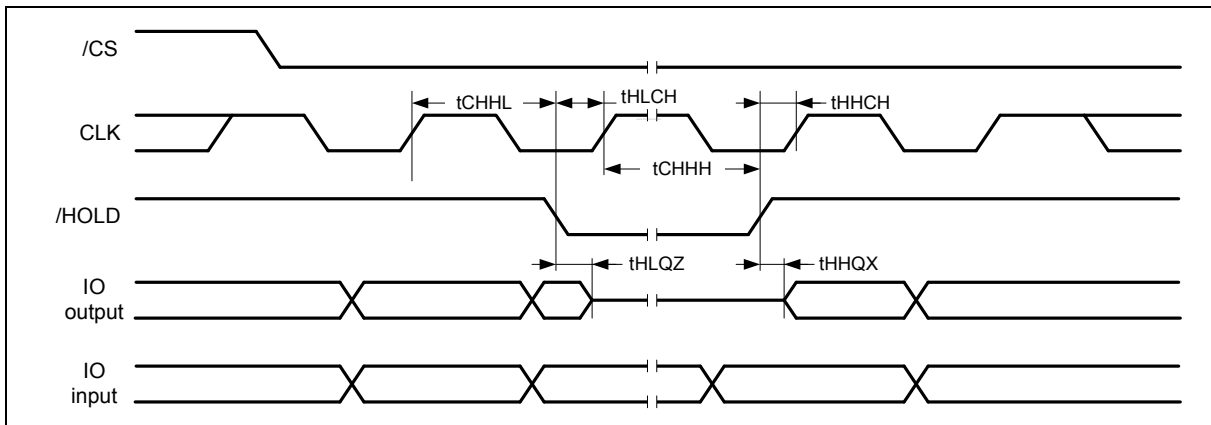 /CS
tCHHL
tHLCH
tHHCH
CLK
tCHHH
/HOLD
tHLQZ
tHHQX
IO
output
IO
input